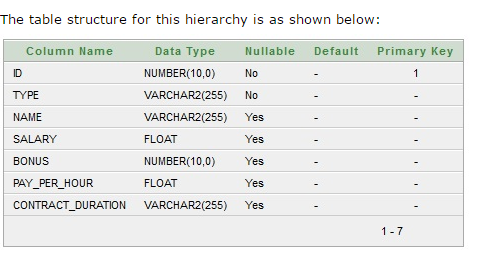 The table structure for this hierarchy is as shown below:
Column Name Data Type Nullable Default Primary Key
ID NUMBER(10,0) No - 1
TYPE VARCHAR2(255) No - -
NAME VARCHAR2(255) Yes - -
SALARY FLOAT Yes - -
BONUS NUMBER(10,0) Yes - -
PAY_PER_HOUR FLOAT Yes - -
CONTRACT_DURATION VARCHAR2(255) Yes - -
1 - 7